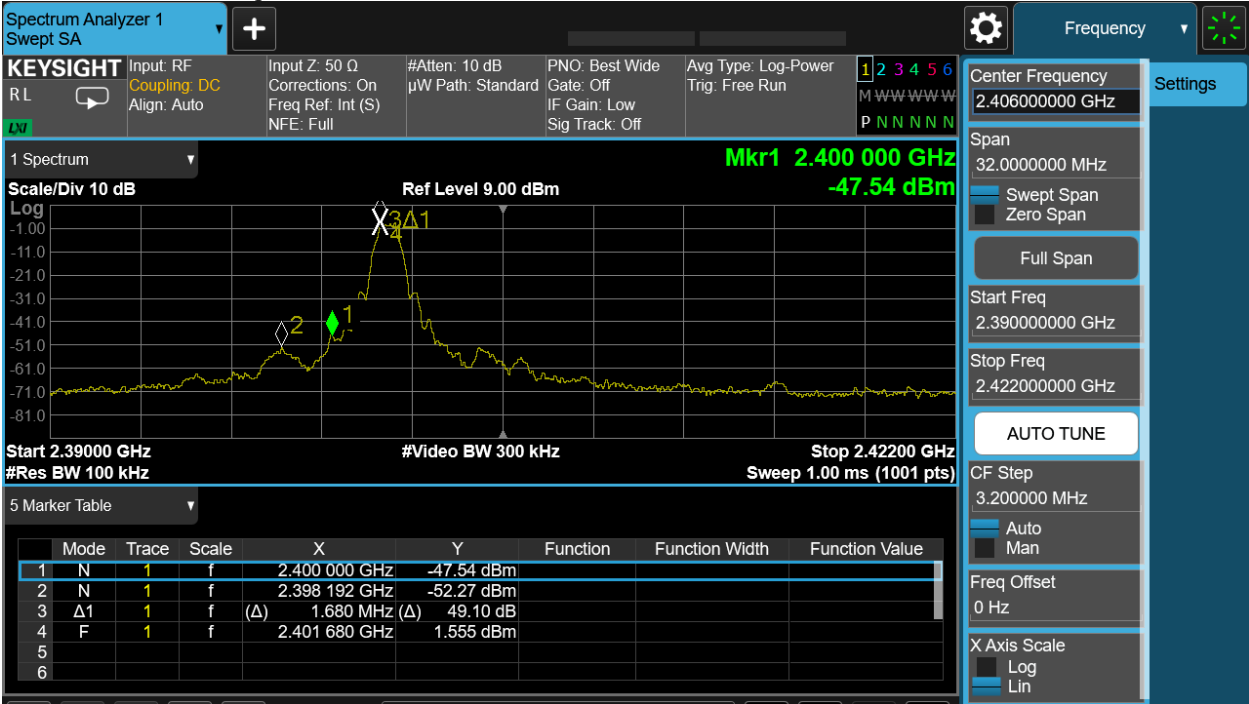 Spectrum Analyzer 1
Swept SA
+
Frequency
KEYSIGHT
R L
LXI
Input: RF
Coupling: DC
Align: Auto
Input Z: 50 Ω
Corrections: On
Freq Ref: Int (S)
NFE: Full
#Atten: 10 dB
µW Path: Standard
PNO: Best Wide
Gate: Off
IF Gain: Low
Sig Track: Off
Avg Type: Log-Power
Trig: Free Run
1 2 3 4 5 6
M W W W W W
P N N N N N
Center Frequency
2.406000000 GHz
Settings
Span
32.0000000 MHz
Swept Span
Zero Span
Full Span
Start Freq
2.390000000 GHz
Stop Freq
2.422000000 GHz
AUTO TUNE
CF Step
3.200000 MHz
Auto
Man
Freq Offset
0 Hz
X Axis Scale
Log
Lin
1 Spectrum
Mkr1 2.400 000 GHz
-47.54 dBm
Scale/Div 10 dB
Ref Level 9.00 dBm
Log
-1.00
-11.0
-21.0
-31.0
-41.0
-51.0
-61.0
-71.0
-81.0
3Δ1
4
2
1
Start 2.39000 GHz
#Video BW 300 kHz
Stop 2.42200 GHz
#Res BW 100 kHz
Sweep 1.00 ms (1001 pts)
5 Marker Table
Mode Trace Scale X Y Function Function Width Function Value
1 N 1 f 2.400 000 GHz -47.54 dBm
2 N 1 f 2.398 192 GHz -52.27 dBm
3 Δ1 1 f (Δ) 1.680 MHz (Δ) 49.10 dB
4 F 1 f 2.401 680 GHz 1.555 dBm
5
6